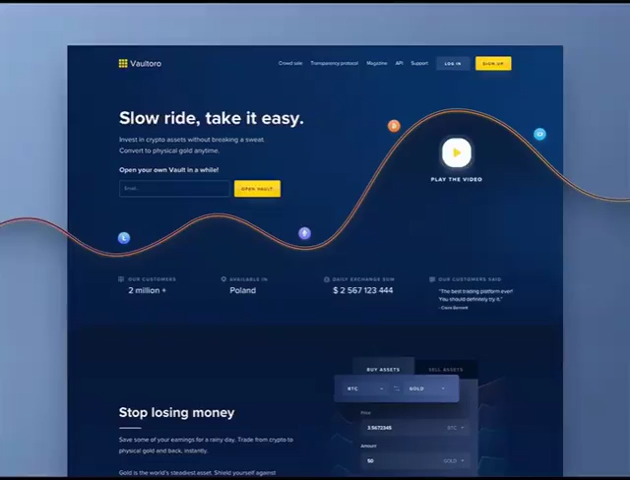 Vaultoro
Crowd sale Transparency protocol Magazine API Support LOG IN SIGN UP
Slow ride, take it easy.
Invest in crypto assets without breaking a sweat.
Convert to physical gold anytime.
Open your own Vault in a while!
Email OPEN VAULT
PLAY THE VIDEO
OUR CUSTOMERS
2 million +
AVAILABLE IN
Poland
DAILY EXCHANGE SUM
$ 2 567 123 444
OUR CUSTOMERS SAID
"The best trading platform ever!
You should definitely try it."
BUY ASSETS SELL ASSETS
BTC GOLD
Price
3.5672345 BTC
Amount
50 GOLD
Stop losing money
Save some of your earnings for a rainy day. Trade from crypto to
physical gold and back, instantly.
Gold is the world's steadiest asset. Shield yourself against